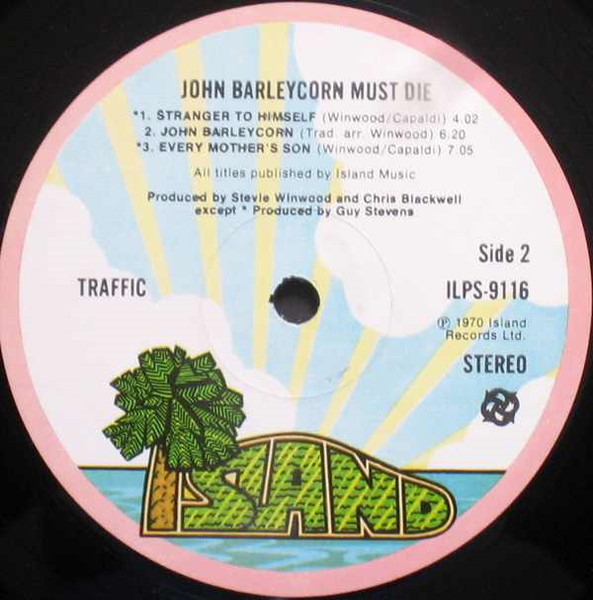 JOHN BARLEYCORN MUST DIE
*1. STRANGER TO HIMSELF (Winwood/Capaldi) 4.02
2. JOHN BARLEYCORN (Trad. arr. Winwood) 6.20
*3. EVERY MOTHER'S SON (Winwood/Capaldi) 7.05
All titles published by Island Music
Produced by Stevie Winwood and Chris Blackwell
except * Produced by Guy Stevens
Side 2
TRAFFIC
ILPS-9116
℗ 1970 Island
Records Ltd.
STEREO
ISLAND